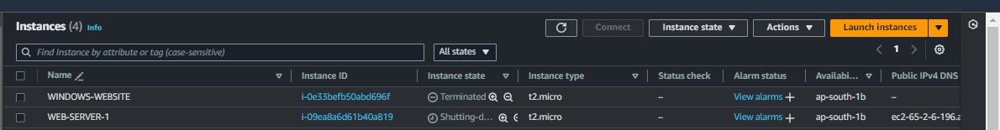 Instances (4) Info Connect Instance state Actions Launch instances
Find Instance by attribute or tag (case-sensitive) All states 1
Name Instance ID Instance state Instance type Status check Alarm status Availabi... Public IPv4 DNS
WINDOWS-WEBSITE i-0e33befb50abd696f Terminated t2.micro – View alarms + ap-south-1b –
WEB-SERVER-1 i-09ea8a6d61b40a819 Shutting-d... t2.micro – View alarms + ap-south-1b ec2-65-2-6-196.a